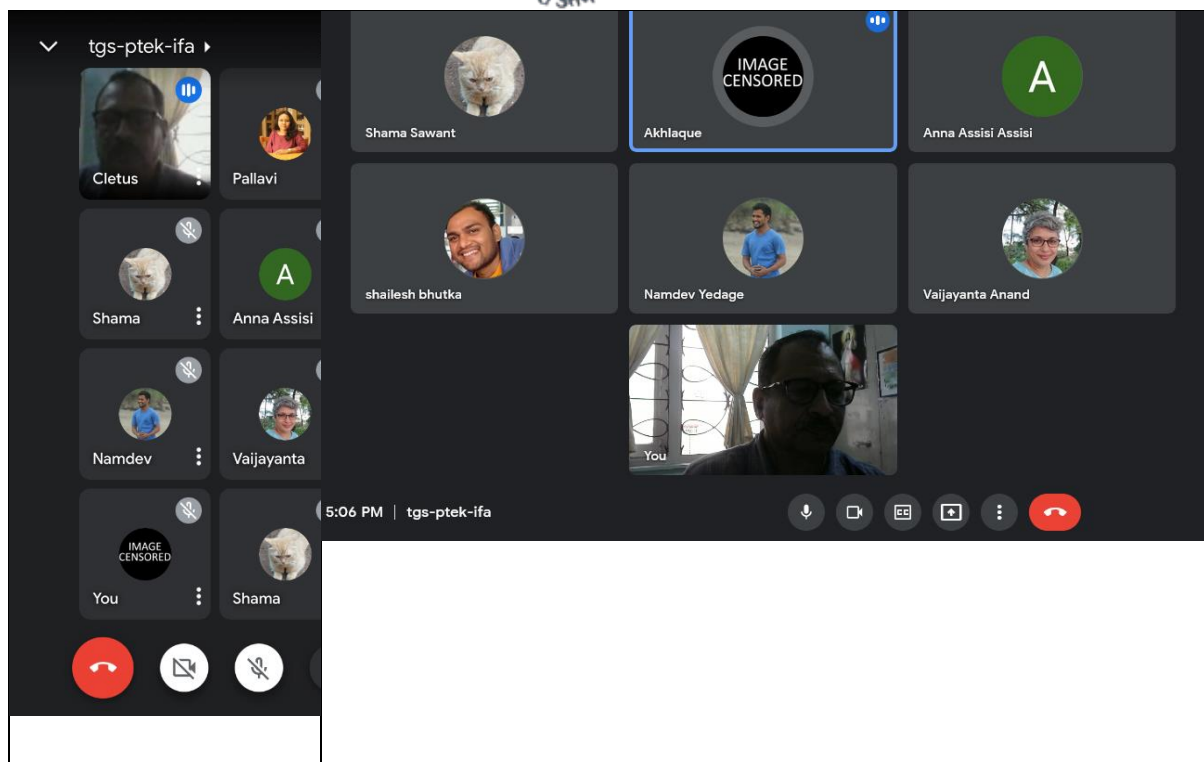 tgs-ptek-ifa
Cletus
Pallavi
Shama
Anna Assisi
Namdev
Vaijayanta
IMAGE
CENSORED
You
Shama
Shama Sawant
IMAGE
CENSORED
Akhlaque
A
Anna Assisi Assisi
shailesh bhutka
Namdev Yedage
Vaijayanta Anand
You
5:06 PM | tgs-ptek-ifa
CC
A